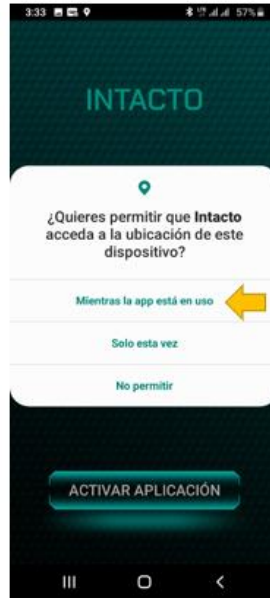 3:33 57%
INTACTO
¿Quieres permitir que Intacto
acceda a la ubicación de este
dispositivo?
Mientras la app está en uso
Solo esta vez
No permitir
ACTIVAR APLICACIÓN